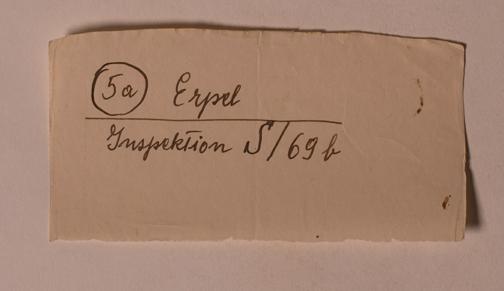 5a Erpel
Inspektion S/69b